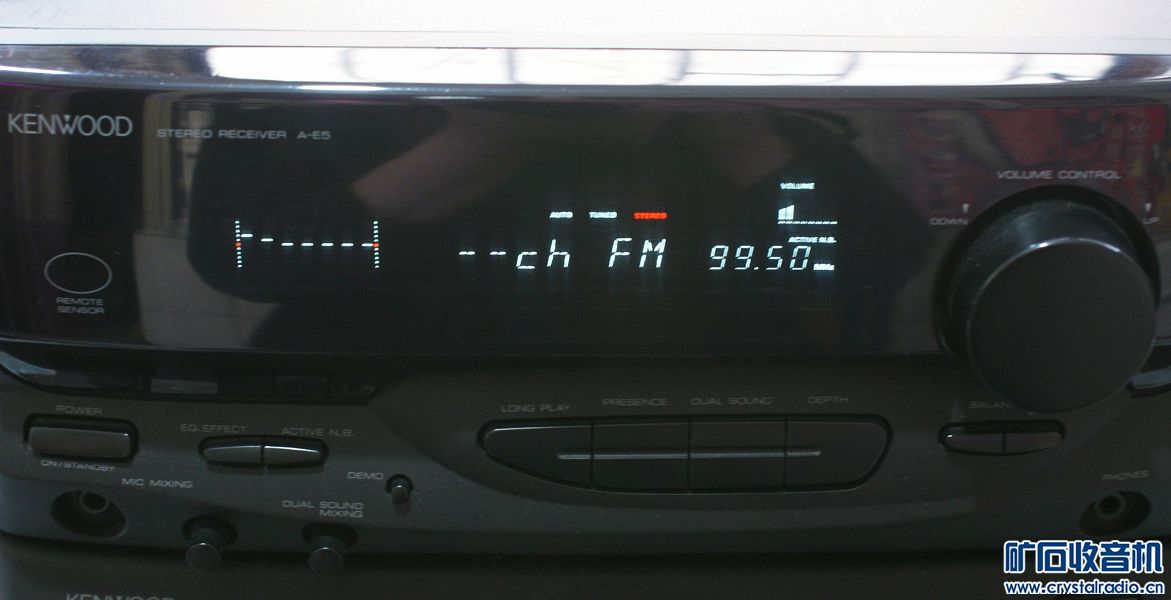 KENWOOD
STEREO RECEIVER A-E5
VOLUME CONTROL
VOLUME
DOWN
UP
AUTO TUNED STEREO
ACTIVE N.B.
--ch FM 99.50 MHz
REMOTE
SENSOR
POWER
ON/STANDBY
EQ. EFFECT
ACTIVE N.B.
LONG PLAY
PRESENCE
DUAL SOUND
DEPTH
MIC MIXING
DEMO
DUAL SOUND
MIXING
PHONES
KENWOOD
矿石收音机
www.crystalradio.cn